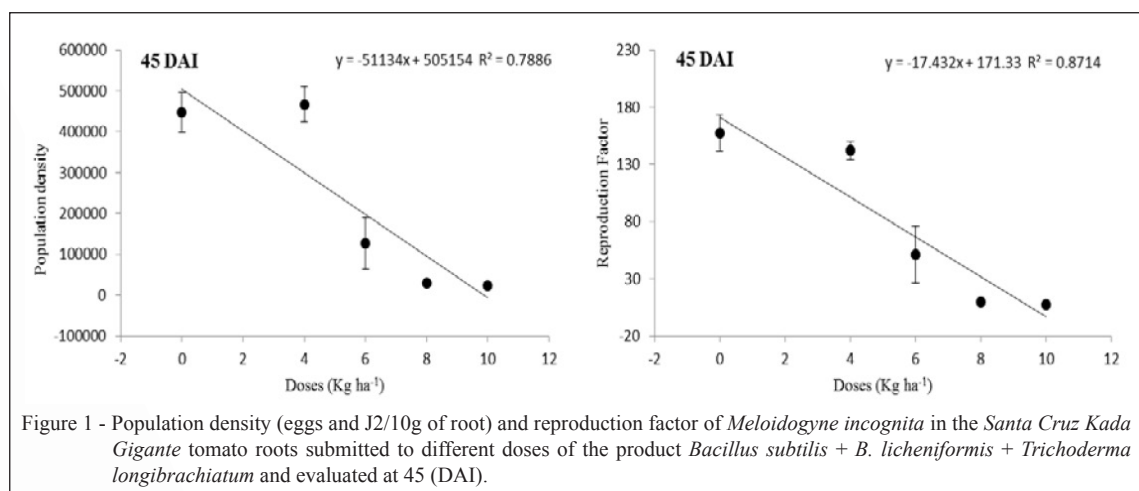 45 DAI
y = -51134x + 505154 R² = 0.7886
600000
500000
400000
300000
200000
100000
0
-100000
Population density
-2 0 2 4 6 8 10 12
Doses (Kg ha⁻¹)
45 DAI
y = -17.432x + 171.33 R² = 0.8714
230
180
130
80
30
-20
Reproduction Factor
-2 0 2 4 6 8 10 12
Doses (Kg ha⁻¹)
Figure 1 - Population density (eggs and J2/10g of root) and reproduction factor of Meloidogyne incognita in the Santa Cruz Kada
Gigante tomato roots submitted to different doses of the product Bacillus subtilis + B. licheniformis + Trichoderma
longibrachiatum and evaluated at 45 (DAI).